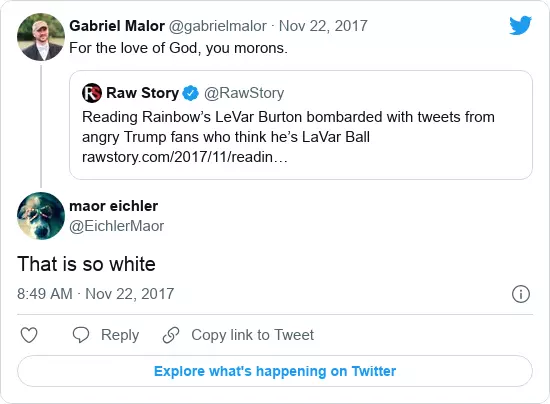 Gabriel Malor @gabrielmalor · Nov 22, 2017
For the love of God, you morons.
Raw Story @RawStory
Reading Rainbow’s LeVar Burton bombarded with tweets from
angry Trump fans who think he’s LaVar Ball
rawstory.com/2017/11/readin…
maor eichler
@EichlerMaor
That is so white
8:49 AM · Nov 22, 2017
Reply Copy link to Tweet
Explore what's happening on Twitter